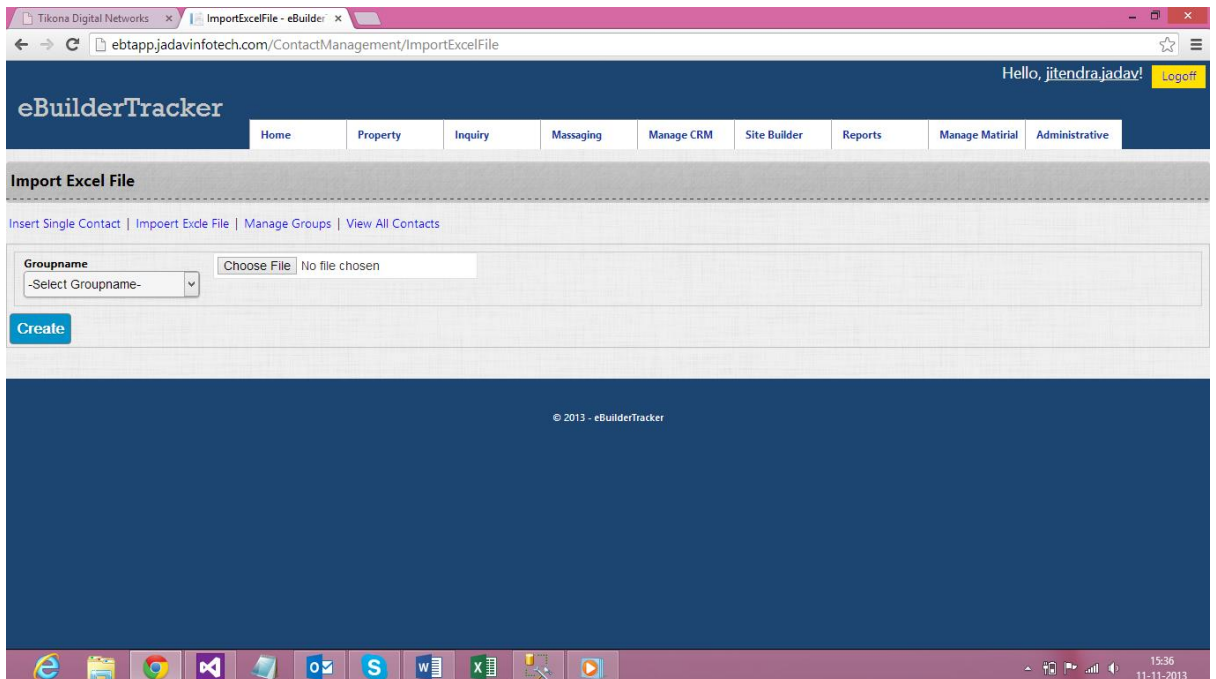 Tikona Digital Networks
ImportExcelFile - eBuilder
ebtapp.jadavinfotech.com/ContactManagement/ImportExcelFile
Hello, jitendra.jadav! Logoff
eBuilderTracker
Home Property Inquiry Massaging Manage CRM Site Builder Reports Manage Matirial Administrative
Import Excel File
Insert Single Contact | Impoert Excle File | Manage Groups | View All Contacts
Groupname
Choose File No file chosen
-Select Groupname-
Create
© 2013 - eBuilderTracker
15:36
11-11-2013